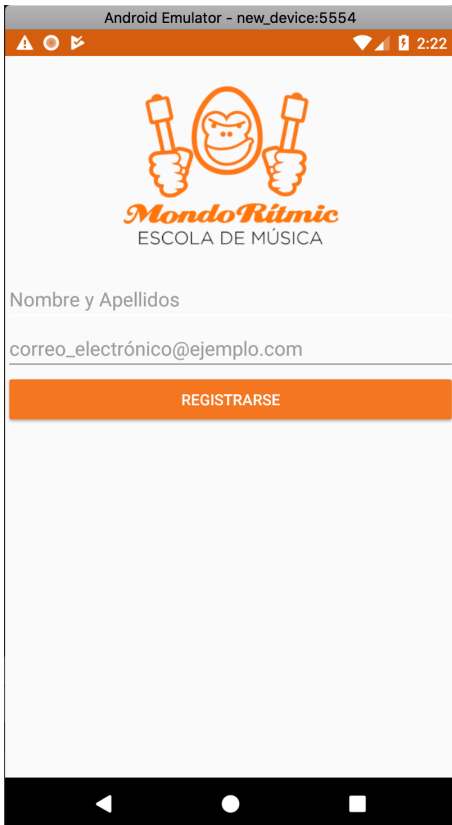 Android Emulator - new_device:5554
2:22
MondoRítmic
ESCOLA DE MÚSICA
Nombre y Apellidos
correo_electrónico@ejemplo.com
REGISTRARSE